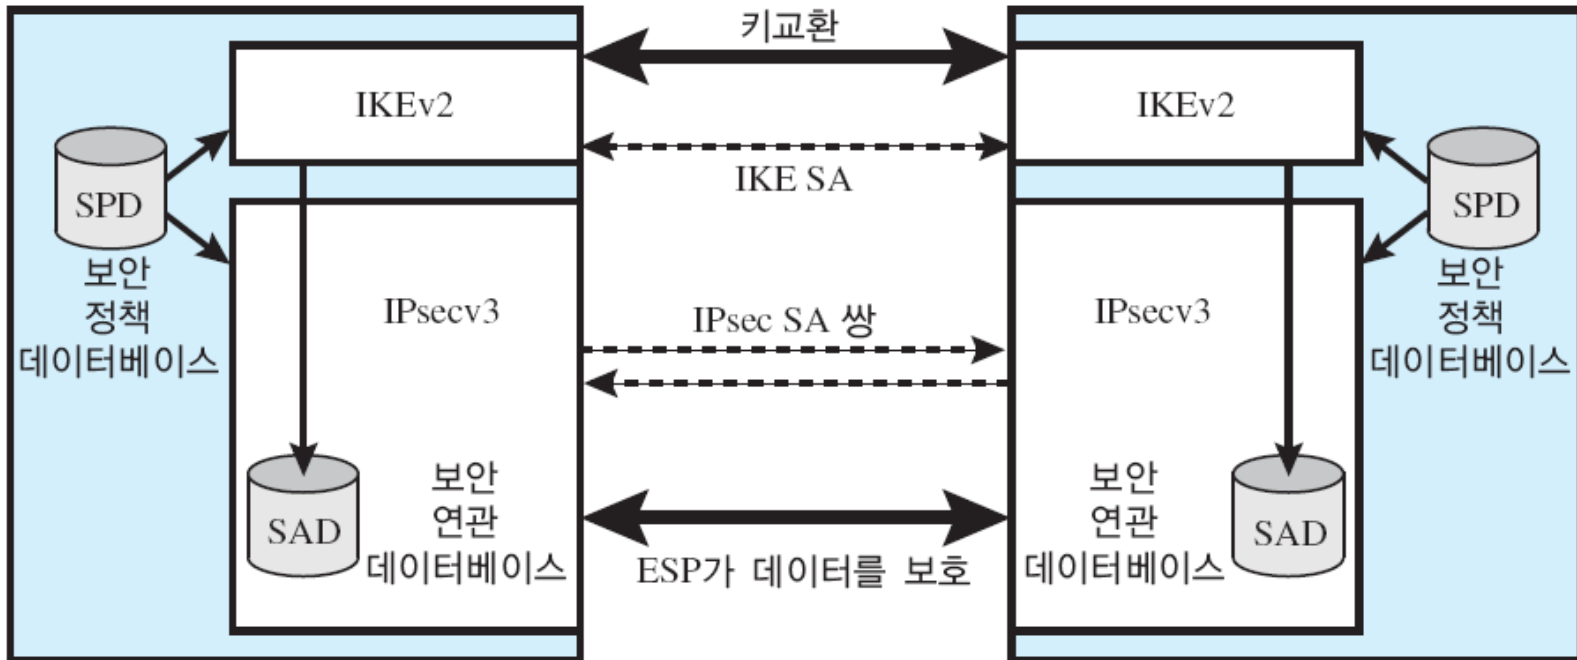 키교환
IKEv2
IKEv2
IKE SA
SPD
보안
정책
데이터베이스
SPD
보안
정책
데이터베이스
IPsecv3
IPsec SA 쌍
IPsecv3
SAD
보안
연관
데이터베이스
ESP가 데이터를 보호
보안
연관
데이터베이스
SAD